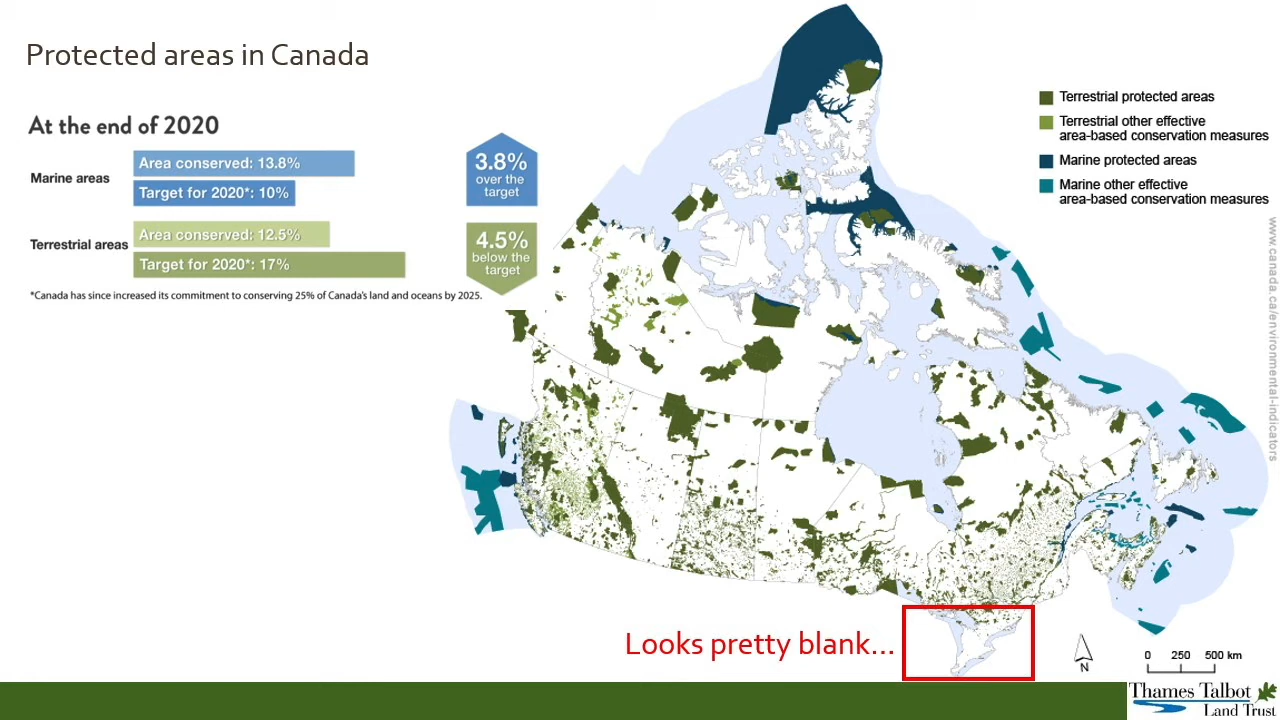 Protected areas in Canada
At the end of 2020
Marine areas
Area conserved: 13.8%
Target for 2020*: 10%
3.8%
over the
target
Terrestrial areas
Area conserved: 12.5%
Target for 2020*: 17%
4.5%
below the
target
*Canada has since increased its commitment to conserving 25% of Canada's land and oceans by 2025.
Terrestrial protected areas
Terrestrial other effective
area-based conservation measures
Marine protected areas
Marine other effective
area-based conservation measures
www.canada.ca/environmental-indicators
Looks pretty blank...
N
0 250 500 km
Thames Talbot
Land Trust